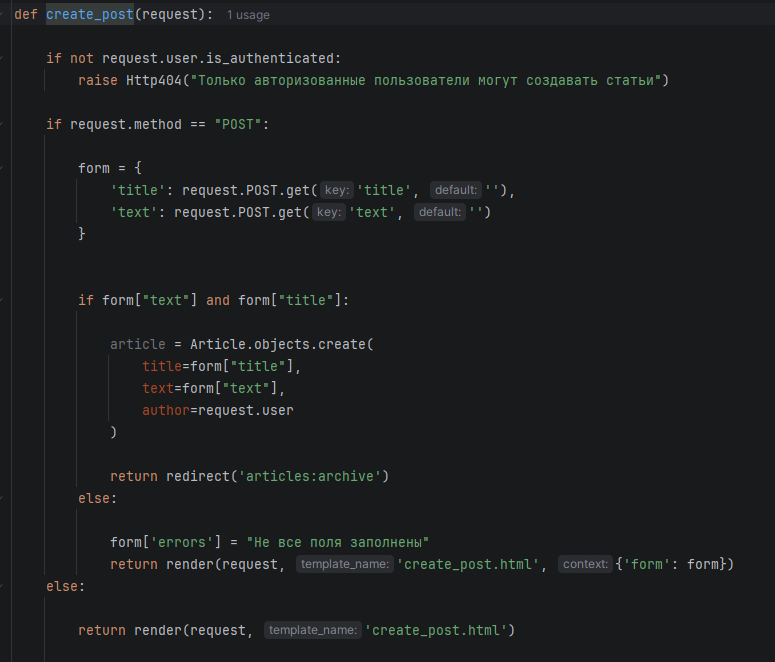 def create_post(request): 1 usage
if not request.user.is_authenticated:
raise Http404("Только авторизованные пользователи могут создавать статьи")
if request.method == "POST":
form = {
'title': request.POST.get( key: 'title', default: ''),
'text': request.POST.get( key: 'text', default: '')
}
if form["text"] and form["title"]:
article = Article.objects.create(
title=form["title"],
text=form["text"],
author=request.user
)
return redirect('articles:archive')
else:
form['errors'] = "Не все поля заполнены"
return render(request, template_name: 'create_post.html', context: {'form': form})
else:
return render(request, template_name: 'create_post.html')